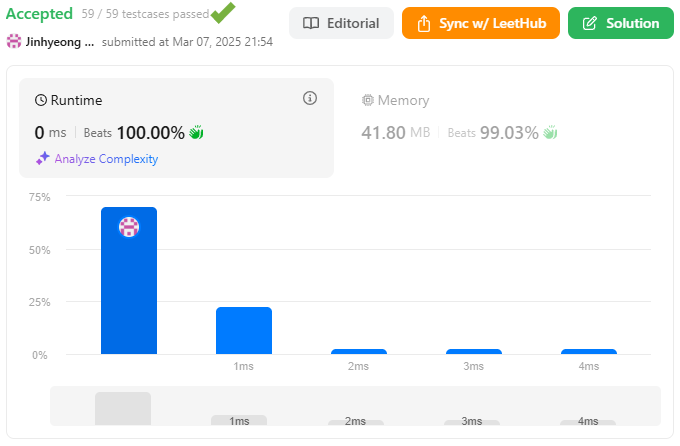 Accepted 59 / 59 testcases passed Editorial Sync w/ LeetHub Solution
Jinhyeong ... submitted at Mar 07, 2025 21:54
Runtime Memory
0 ms Beats 100.00% 41.80 MB Beats 99.03%
Analyze Complexity
75%
50%
25%
0%
1ms 2ms 3ms 4ms
1ms 2ms 3ms 4ms